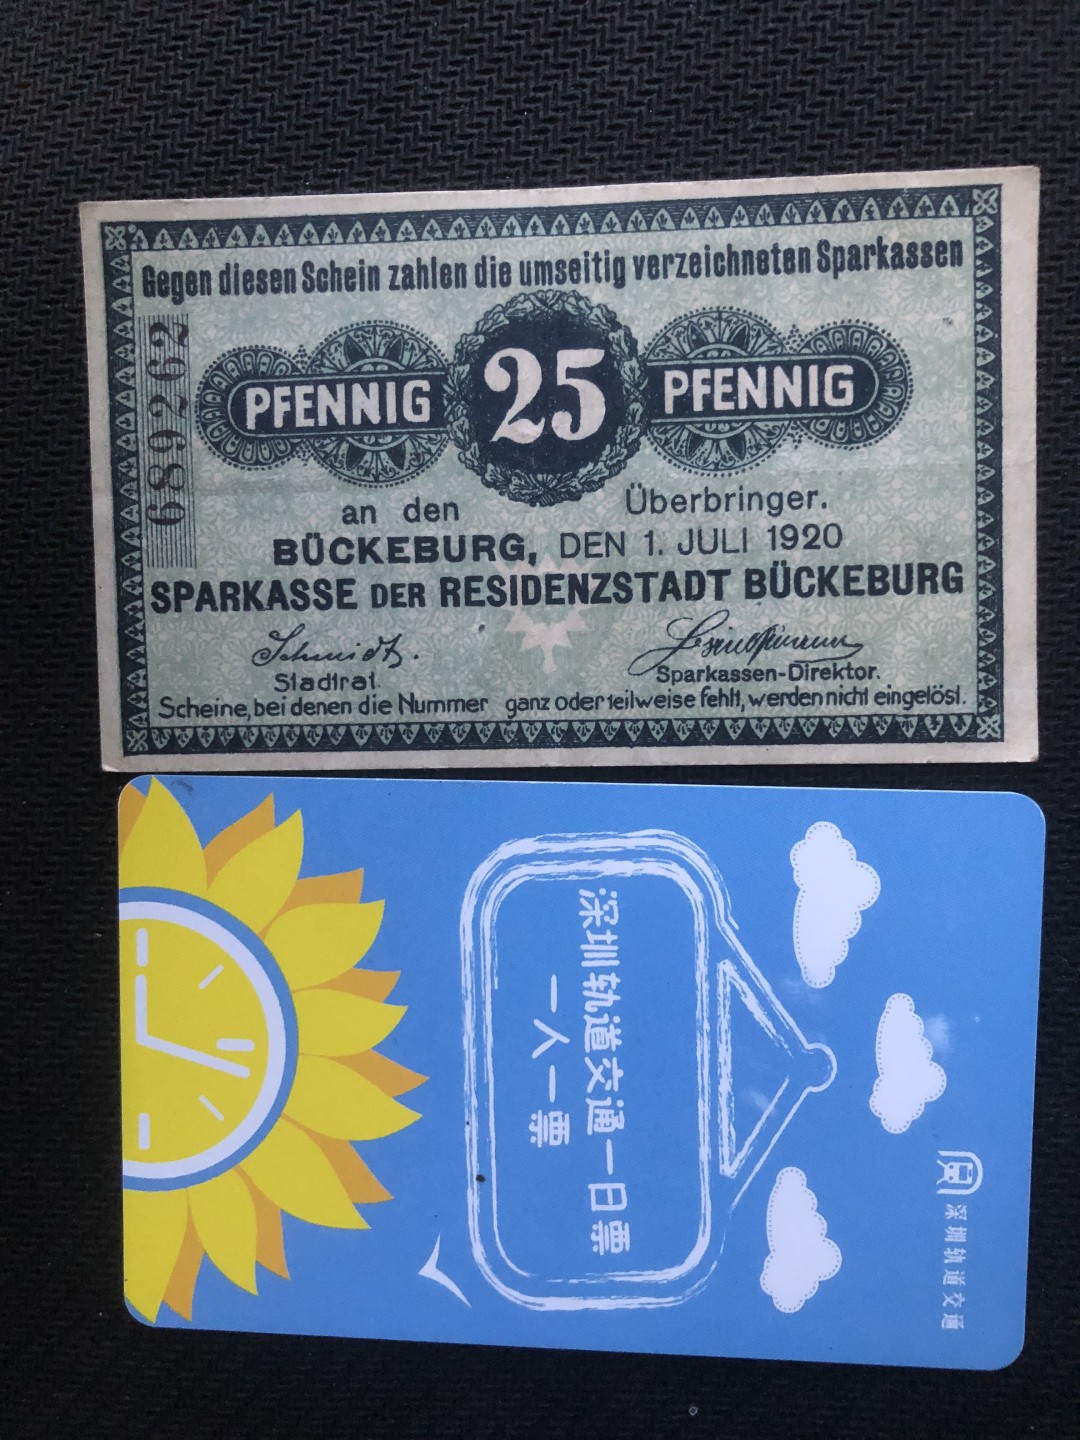 Gegen diesen Schein zahlen die umseitig verzeichneten Sparkassen
689262
PFENNIG 25 PFENNIG
an den Überbringer.
BÜCKEBURG, DEN 1. JULI 1920
SPARKASSE DER RESIDENZSTADT BÜCKEBURG
Schmidt.
Stadtrat.
Sparkassen-Direktor.
Scheine, bei denen die Nummer ganz oder teilweise fehlt, werden nicht eingelöst.
深圳轨道交通
深圳轨道交通一日票
一人一票